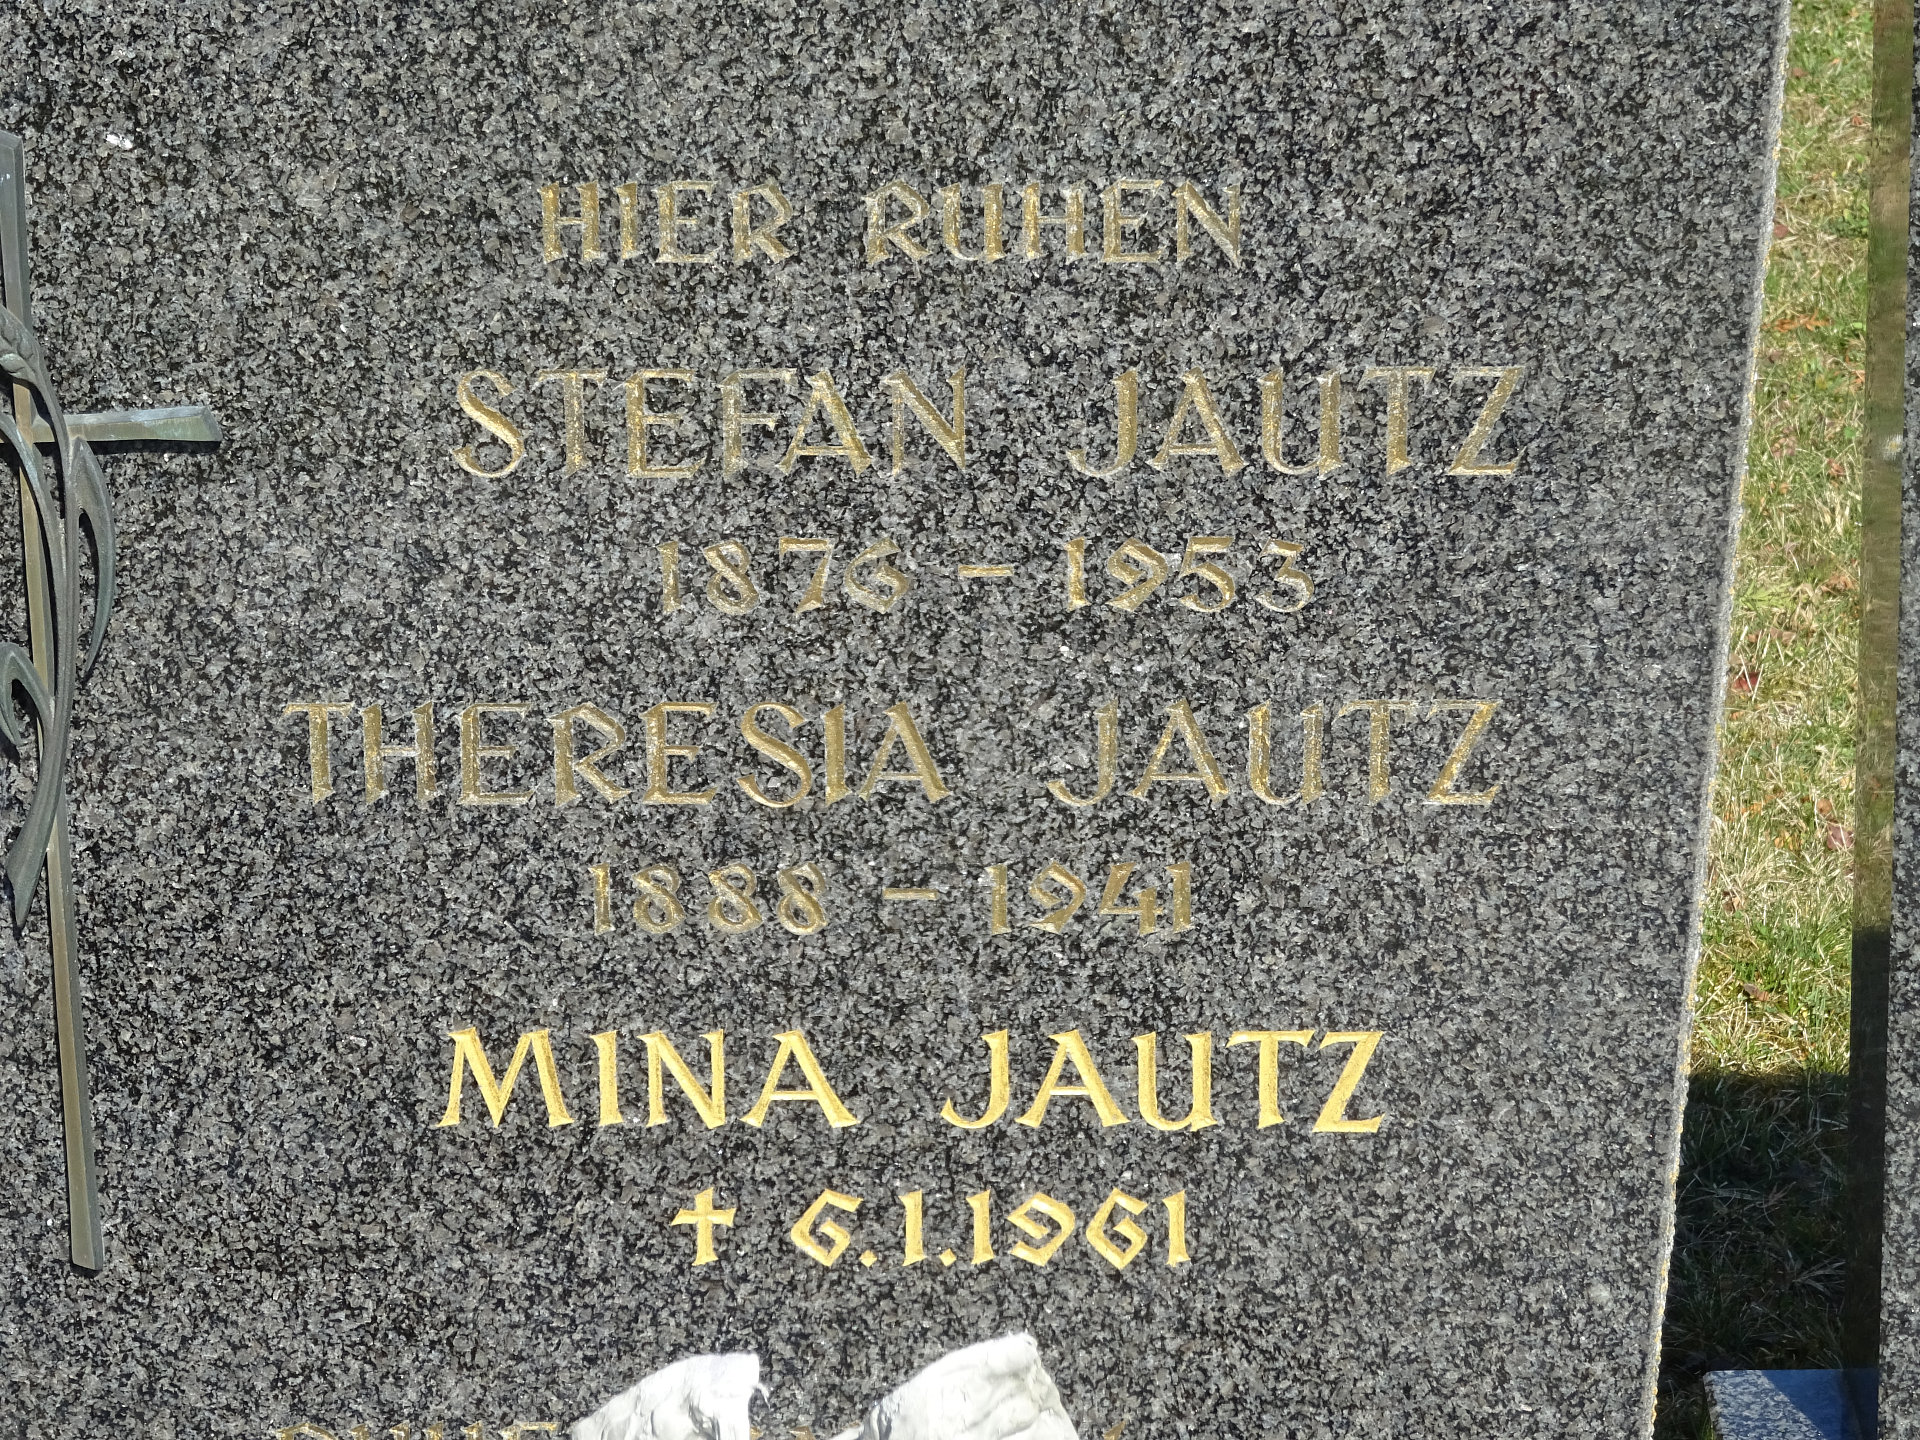 HIER RUHEN
STEFAN JAUTZ
1876 – 1953
THERESIA JAUTZ
1888 – 1941
MINA JAUTZ
✝ 6.1.1961